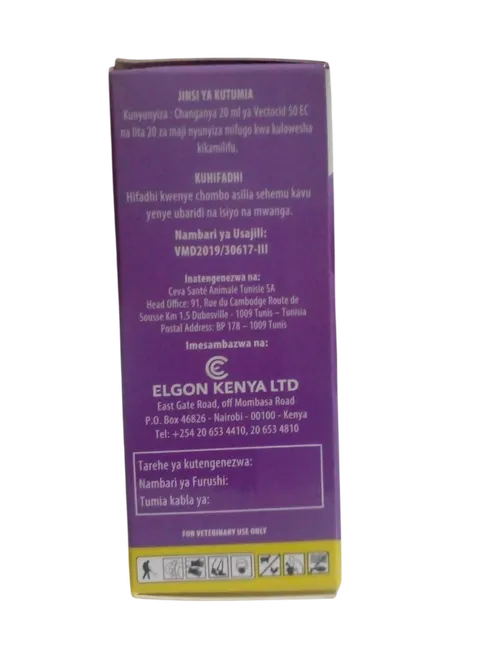 JINSI YA KUTUMIA
Kunyunyiza : Changanya 20 ml ya Vectocid 50 EC
na lita 20 za maji nyunyiza mifugo kwa kulowesha
kikamilifu.
KUHIFADHI
Hifadhi kwenye chombo asilia sehemu kavu
yenye ubaridi na isiyo na mwanga.
Nambari ya Usajili:
VMD2019/30617-III
Inatengenezwa na:
Ceva Santé Animale Tunisie SA
Head Office: 91, Rue du Cambodge Route de
Sousse Km 1.5 Dubosville - 1009 Tunis – Tunisia
Postal Address: BP 178 – 1009 Tunis
Imesambazwa na:
ELGON KENYA LTD
East Gate Road, off Mombasa Road
P.O. Box 46826 - Nairobi - 00100 - Kenya
Tel: +254 20 653 4410, 20 653 4810
Tarehe ya kutengenezwa:
Nambari ya Furushi:
Tumia kabla ya:
FOR VETERINARY USE ONLY